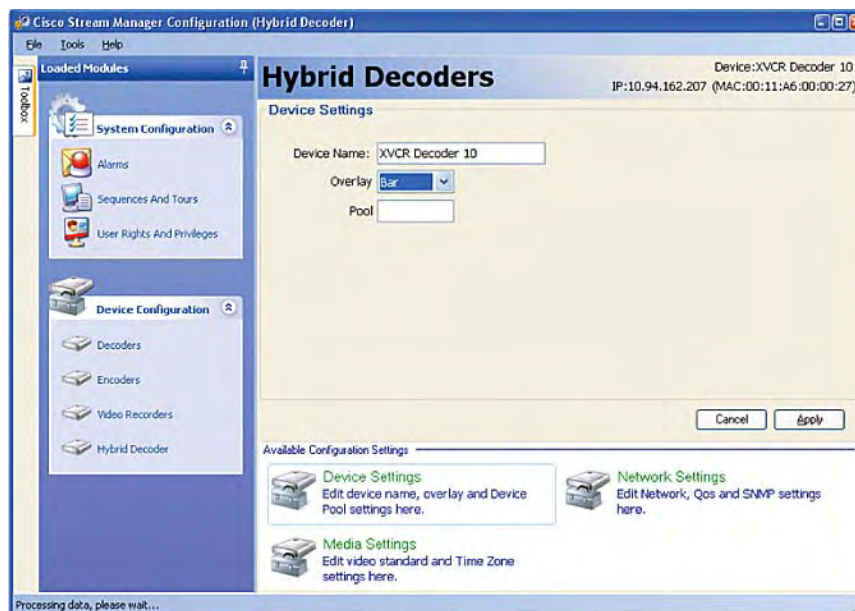 Cisco Stream Manager Configuration (Hybrid Decoder)
File Tools Help
Toolbox
Loaded Modules
System Configuration
Alarms
Sequences And Tours
User Rights And Privileges
Device Configuration
Decoders
Encoders
Video Recorders
Hybrid Decoder
Hybrid Decoders
Device:XVCR Decoder 10
IP:10.94.162.207 (MAC:00:11:A6:00:00:27)
Device Settings
Device Name: XVCR Decoder 10
Overlay Bar
Pool
Cancel Apply
Available Configuration Settings
Device Settings
Edit device name, overlay and Device
Pool settings here.
Network Settings
Edit Network, Qos and SNMP settings
here.
Media Settings
Edit video standard and Time Zone
settings here.
Processing data, please wait...